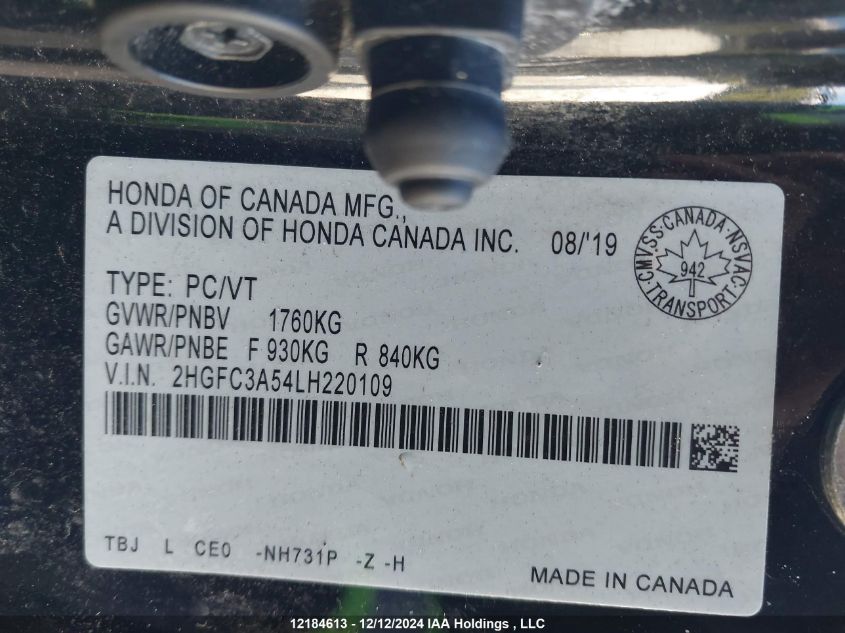 HONDA OF CANADA MFG.,
A DIVISION OF HONDA CANADA INC. 08/'19
CMVSS·CANADA·NSVAC·TRANSPORT·
942
TYPE: PC/VT
GVWR/PNBV 1760KG
GAWR/PNBE F 930KG R 840KG
V.I.N. 2HGFC3A54LH220109
TBJ L CE0 -NH731P -Z -H
MADE IN CANADA
12184613 - 12/12/2024 IAA Holdings , LLC